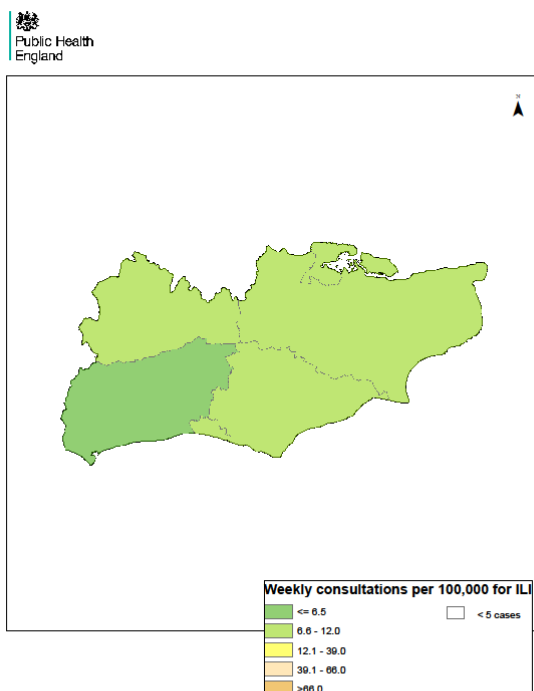 Public Health
England
N
Weekly consultations per 100,000 for ILI
<= 6.5
< 5 cases
6.6 - 12.0
12.1 - 39.0
39.1 - 66.0
>66.0